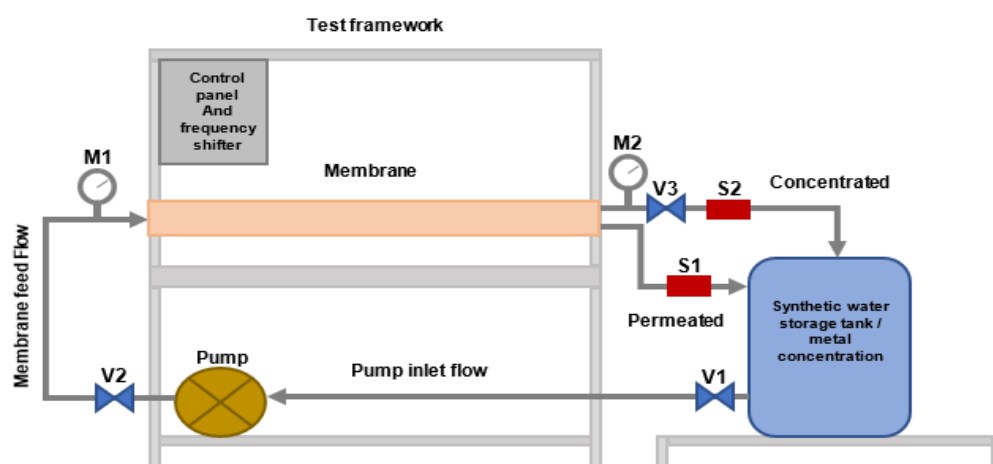 Test framework
Control
panel
And
frequency
shifter
M1
Membrane
M2
V3
S2
Concentrated
S1
Permeated
Synthetic water
storage tank /
metal
concentration
Membrane feed Flow
V2
Pump
Pump inlet flow
V1